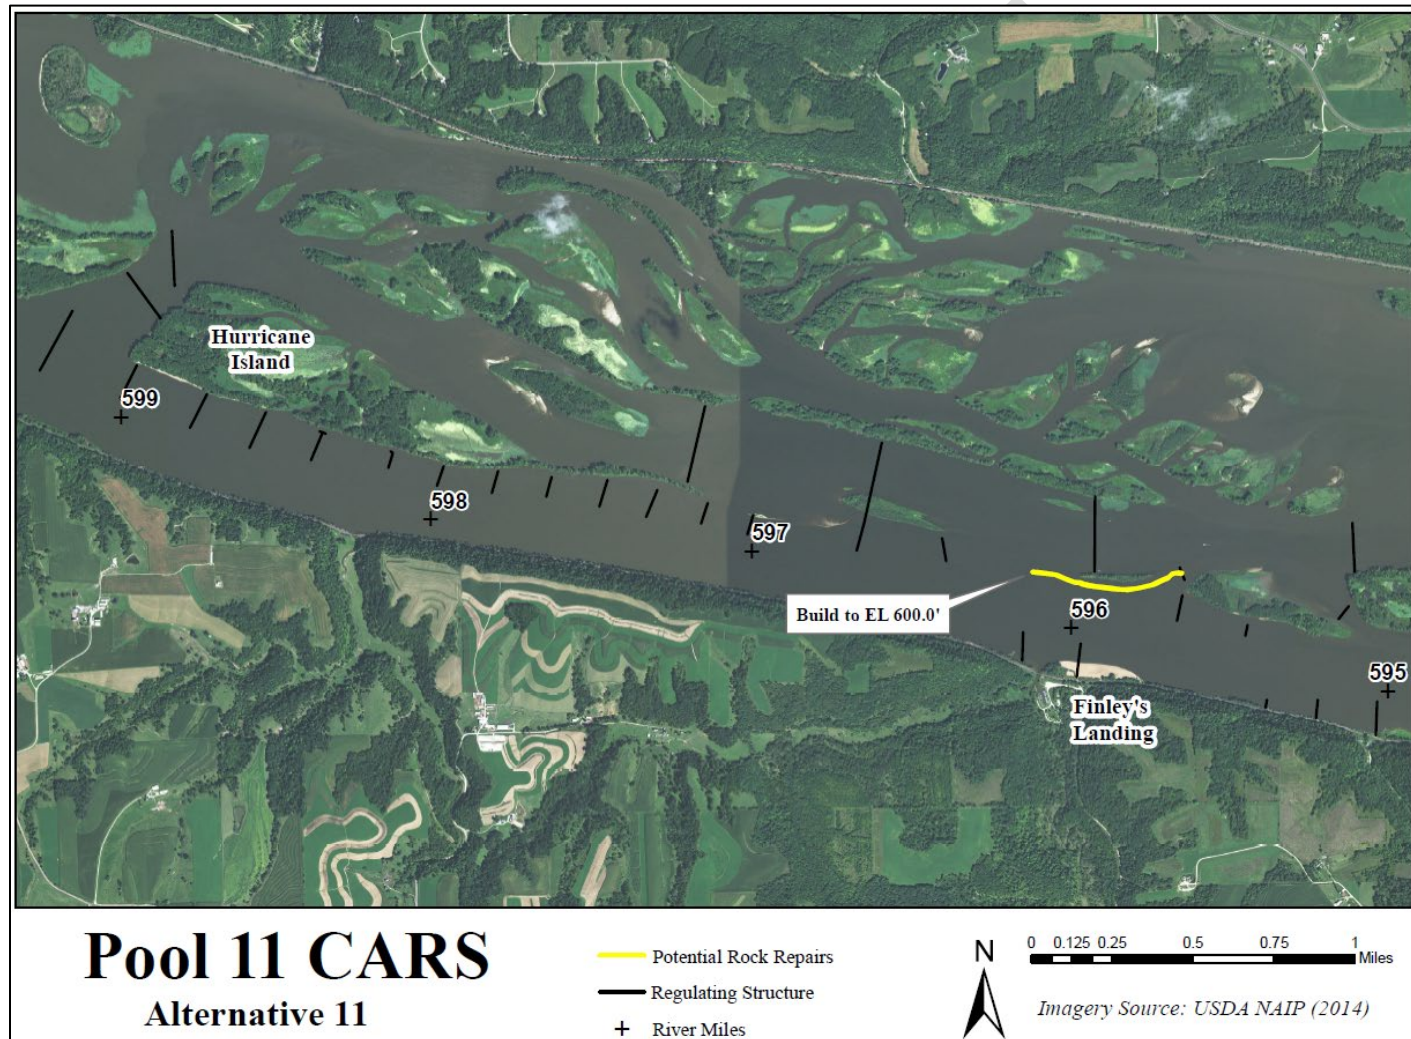 Hurricane
Island
599
598
597
Build to EL 600.0'
596
595
Finley's
Landing
Pool 11 CARS
Alternative 11
Potential Rock Repairs
Regulating Structure
+ River Miles
N
0 0.125 0.25 0.5 0.75 1
Miles
Imagery Source: USDA NAIP (2014)